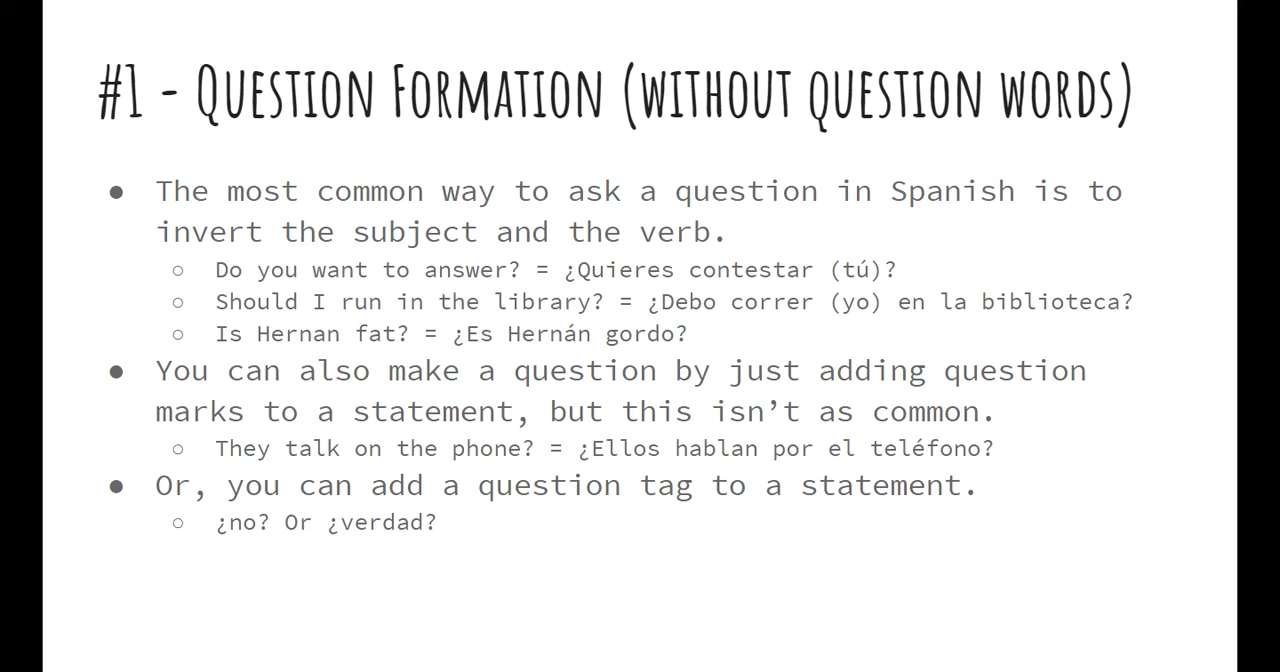 #1 - Question Formation (without question words)
● The most common way to ask a question in Spanish is to
invert the subject and the verb.
○ Do you want to answer? = ¿Quieres contestar (tú)?
○ Should I run in the library? = ¿Debo correr (yo) en la biblioteca?
○ Is Hernan fat? = ¿Es Hernán gordo?
● You can also make a question by just adding question
marks to a statement, but this isn’t as common.
○ They talk on the phone? = ¿Ellos hablan por el teléfono?
● Or, you can add a question tag to a statement.
○ ¿no? Or ¿verdad?